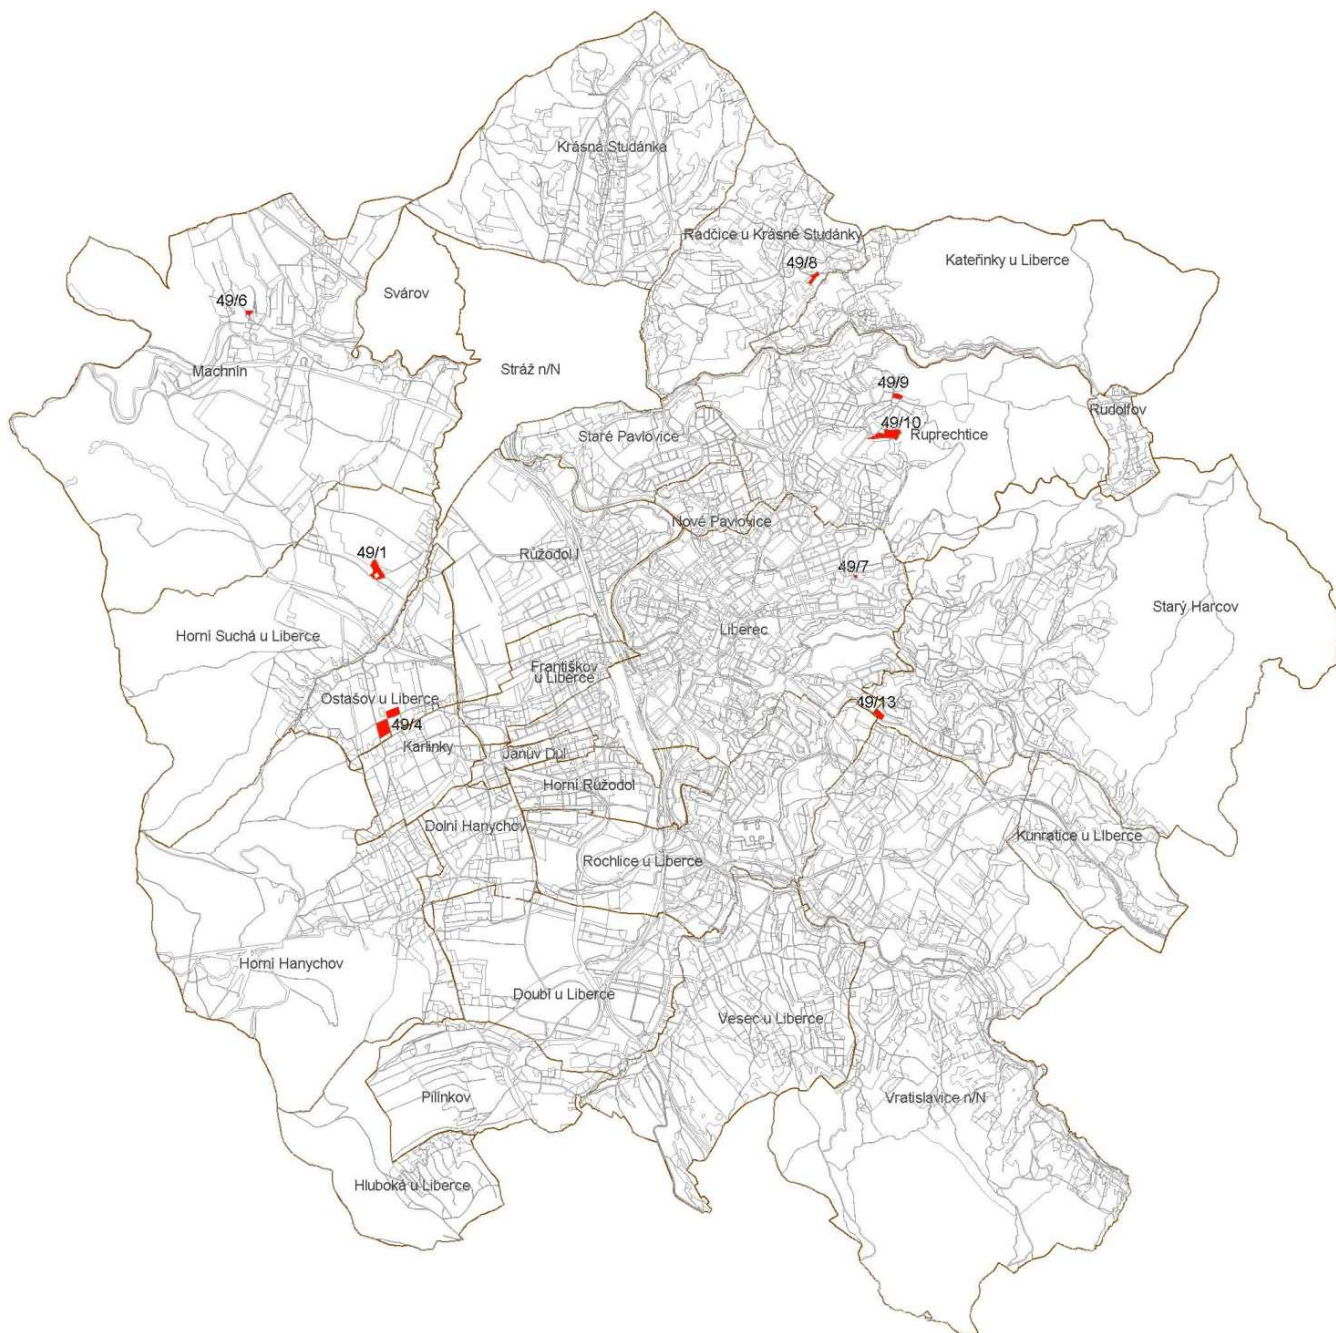 Krásná Studánka
Radčice u Krásné Studánky
49/8
Kateřinky u Liberce
49/6
Svárov
Machnín
Stráž n/N
49/9
Rudolfov
49/10
Ruprechtice
Staré Pavlovice
Nové Pavlovice
49/1
Růžodol I
49/7
Starý Harcov
Horní Suchá u Liberce
Liberec
Františkov
u Liberce
Ostašov u Liberce
49/4
49/13
Karlinky
Janův Důl
Horní Růžodol
Dolní Hanychov
Kunratice u LIberce
Rochlice u Liberce
Horní Hanychov
Doubí u Liberce
Vesec u Liberce
Pilínkov
Vratislavice n/N
Hluboká u Liberce